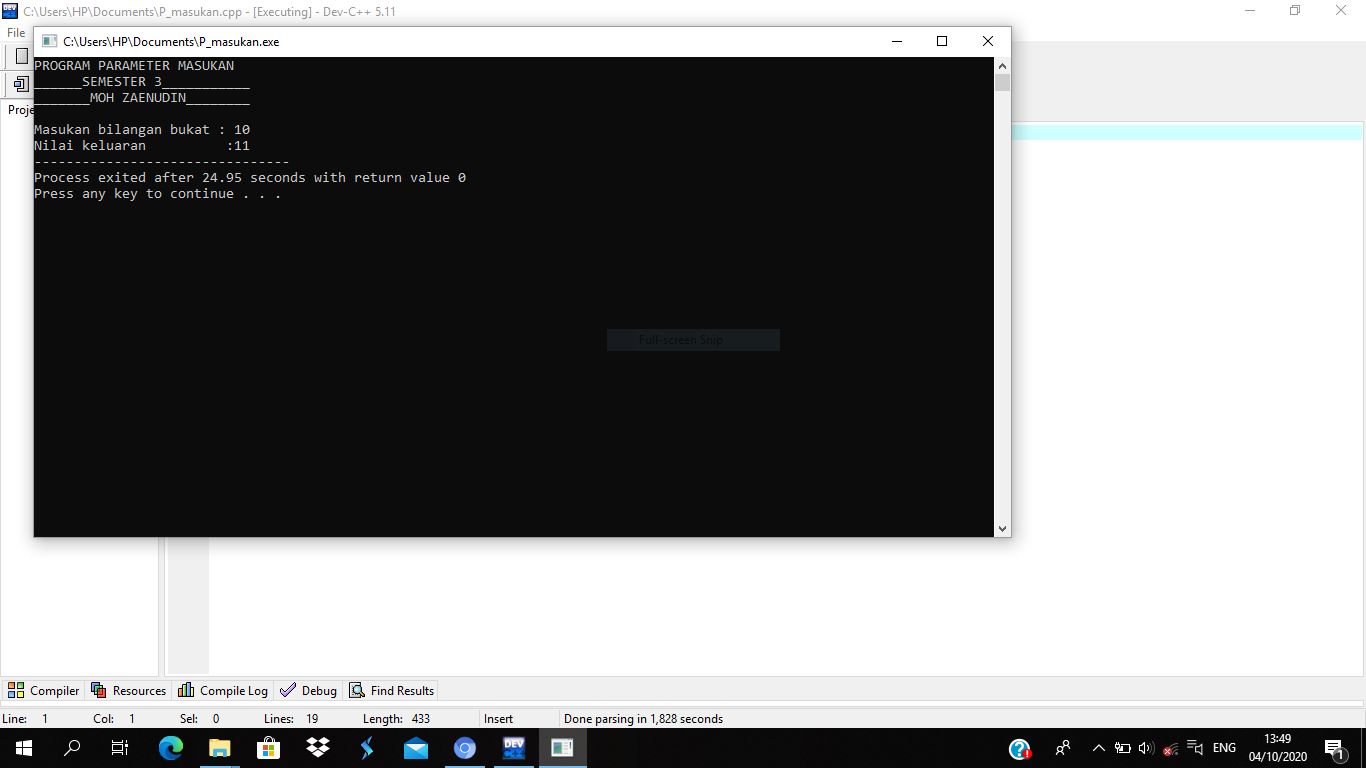 C:\Users\HP\Documents\P_masukan.cpp - [Executing] - Dev-C++ 5.11
File
C:\Users\HP\Documents\P_masukan.exe
Proje
PROGRAM PARAMETER MASUKAN
______SEMESTER 3___________
_______MOH ZAENUDIN________
Masukan bilangan bukat : 10
Nilai keluaran          :11
--------------------------------
Process exited after 24.95 seconds with return value 0
Press any key to continue . . .
Full-screen Snip
Compiler Resources Compile Log Debug Find Results
Line: 1 Col: 1 Sel: 0 Lines: 19 Length: 433 Insert Done parsing in 1,828 seconds
DEV ENG 13:49
04/10/2020 1